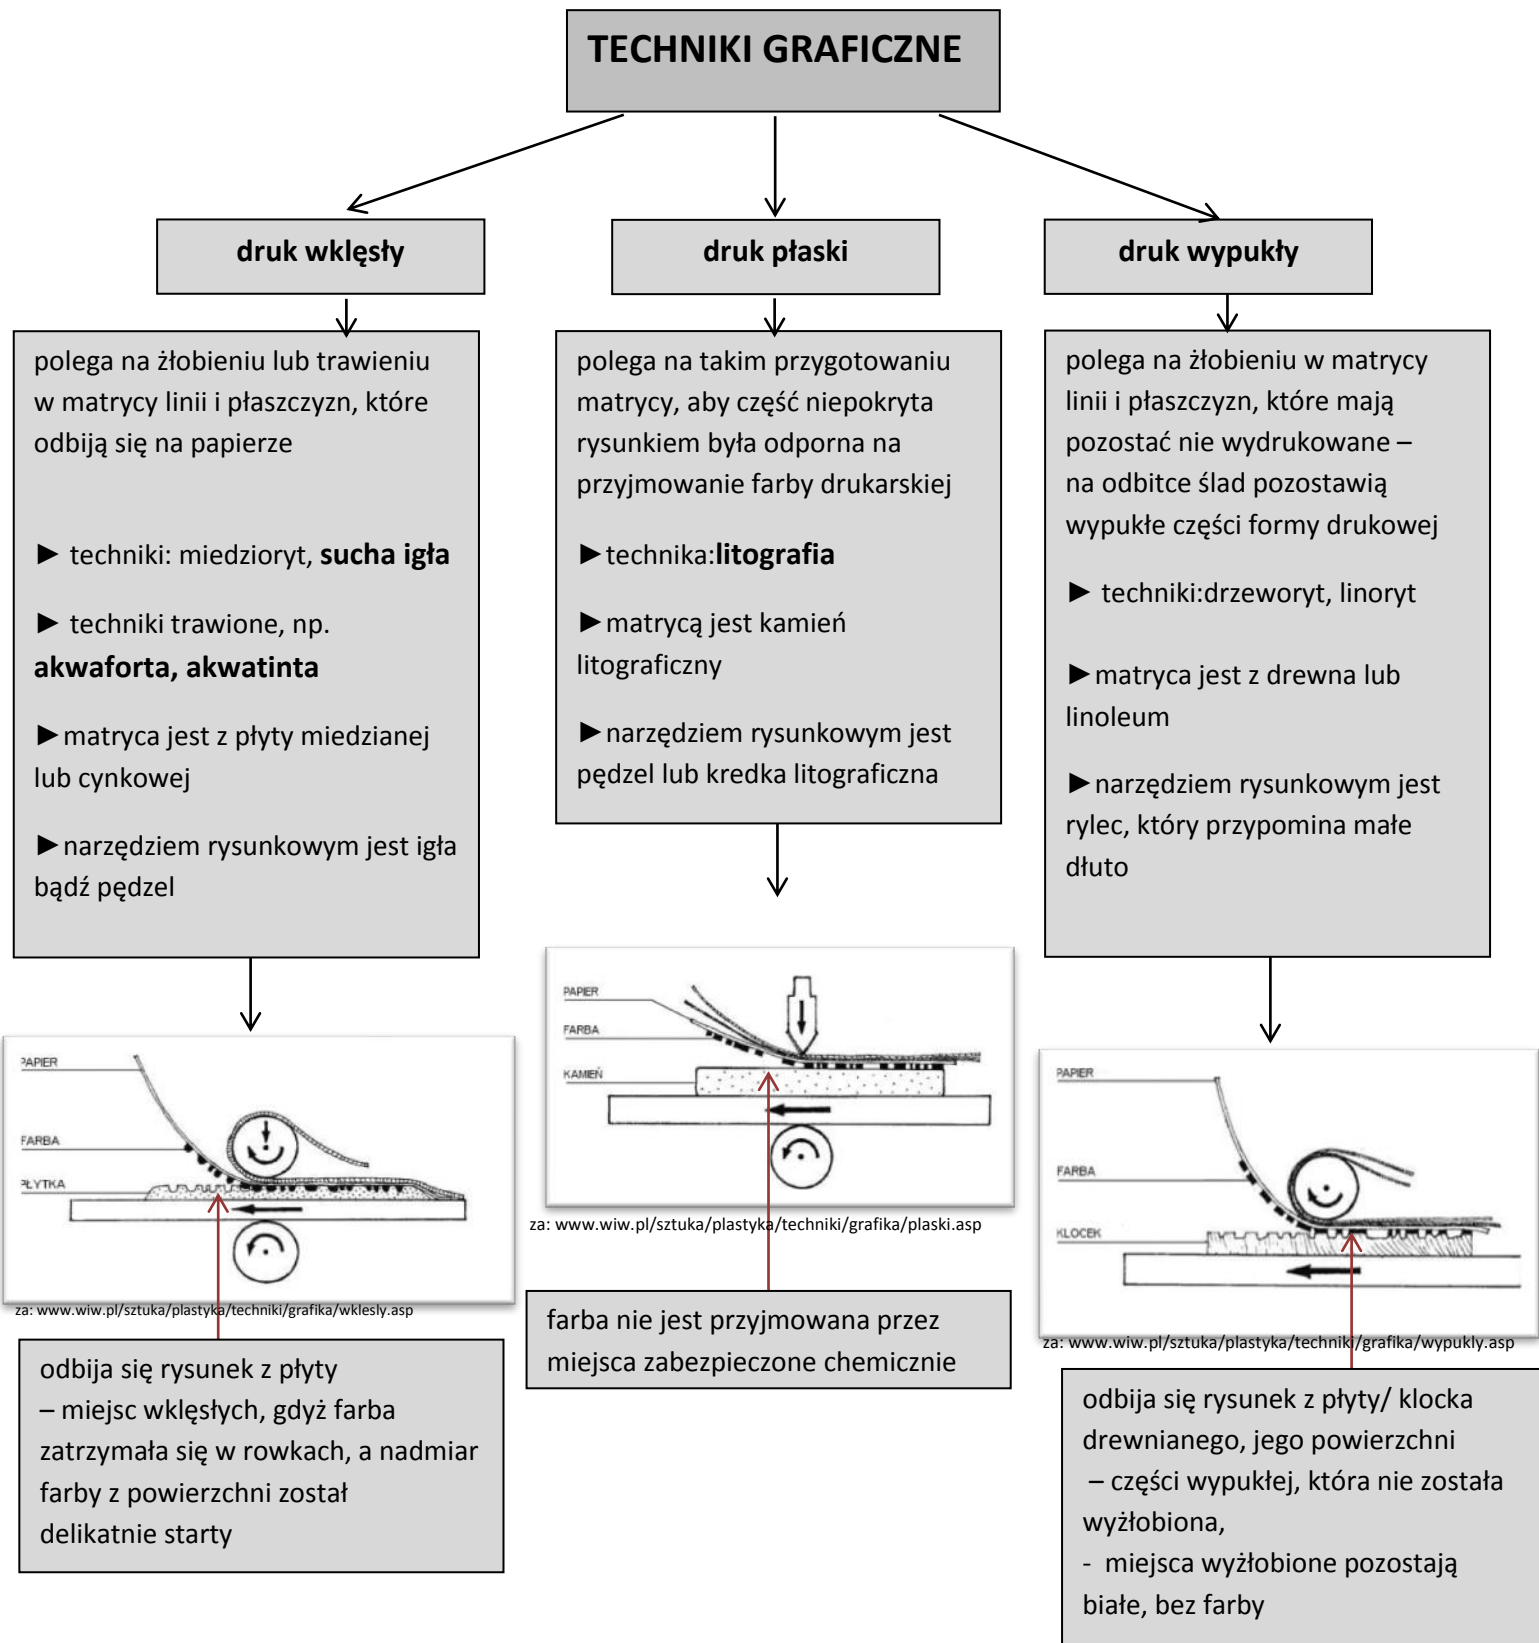 TECHNIKI GRAFICZNE
druk wklęsły
polega na żłobieniu lub trawieniu
w matrycy linii i płaszczyzn, które
odbiją się na papierze
► techniki: miedzioryt, sucha igła
► techniki trawione, np.
akwaforta, akwatinta
►matryca jest z płyty miedzianej
lub cynkowej
►narzędziem rysunkowym jest igła
bądź pędzel
PAPIER
FARBA
PŁYTKA
za: www.wiw.pl/sztuka/plastyka/techniki/grafika/wklesly.asp
odbija się rysunek z płyty
– miejsc wklęsłych, gdyż farba
zatrzymała się w rowkach, a nadmiar
farby z powierzchni został
delikatnie starty
druk płaski
polega na takim przygotowaniu
matrycy, aby część niepokryta
rysunkiem była odporna na
przyjmowanie farby drukarskiej
►technika:litografia
►matrycą jest kamień
litograficzny
►narzędziem rysunkowym jest
pędzel lub kredka litograficzna
PAPIER
FARBA
KAMIEŃ
za: www.wiw.pl/sztuka/plastyka/techniki/grafika/plaski.asp
farba nie jest przyjmowana przez
miejsca zabezpieczone chemicznie
druk wypukły
polega na żłobieniu w matrycy
linii i płaszczyzn, które mają
pozostać nie wydrukowane –
na odbitce ślad pozostawią
wypukłe części formy drukowej
► techniki:drzeworyt, linoryt
►matryca jest z drewna lub
linoleum
►narzędziem rysunkowym jest
rylec, który przypomina małe
dłuto
PAPIER
FARBA
KLOCEK
za: www.wiw.pl/sztuka/plastyka/techniki/grafika/wypukly.asp
odbija się rysunek z płyty/ klocka
drewnianego, jego powierzchni
– części wypukłej, która nie została
wyżłobiona,
- miejsca wyżłobione pozostają
białe, bez farby